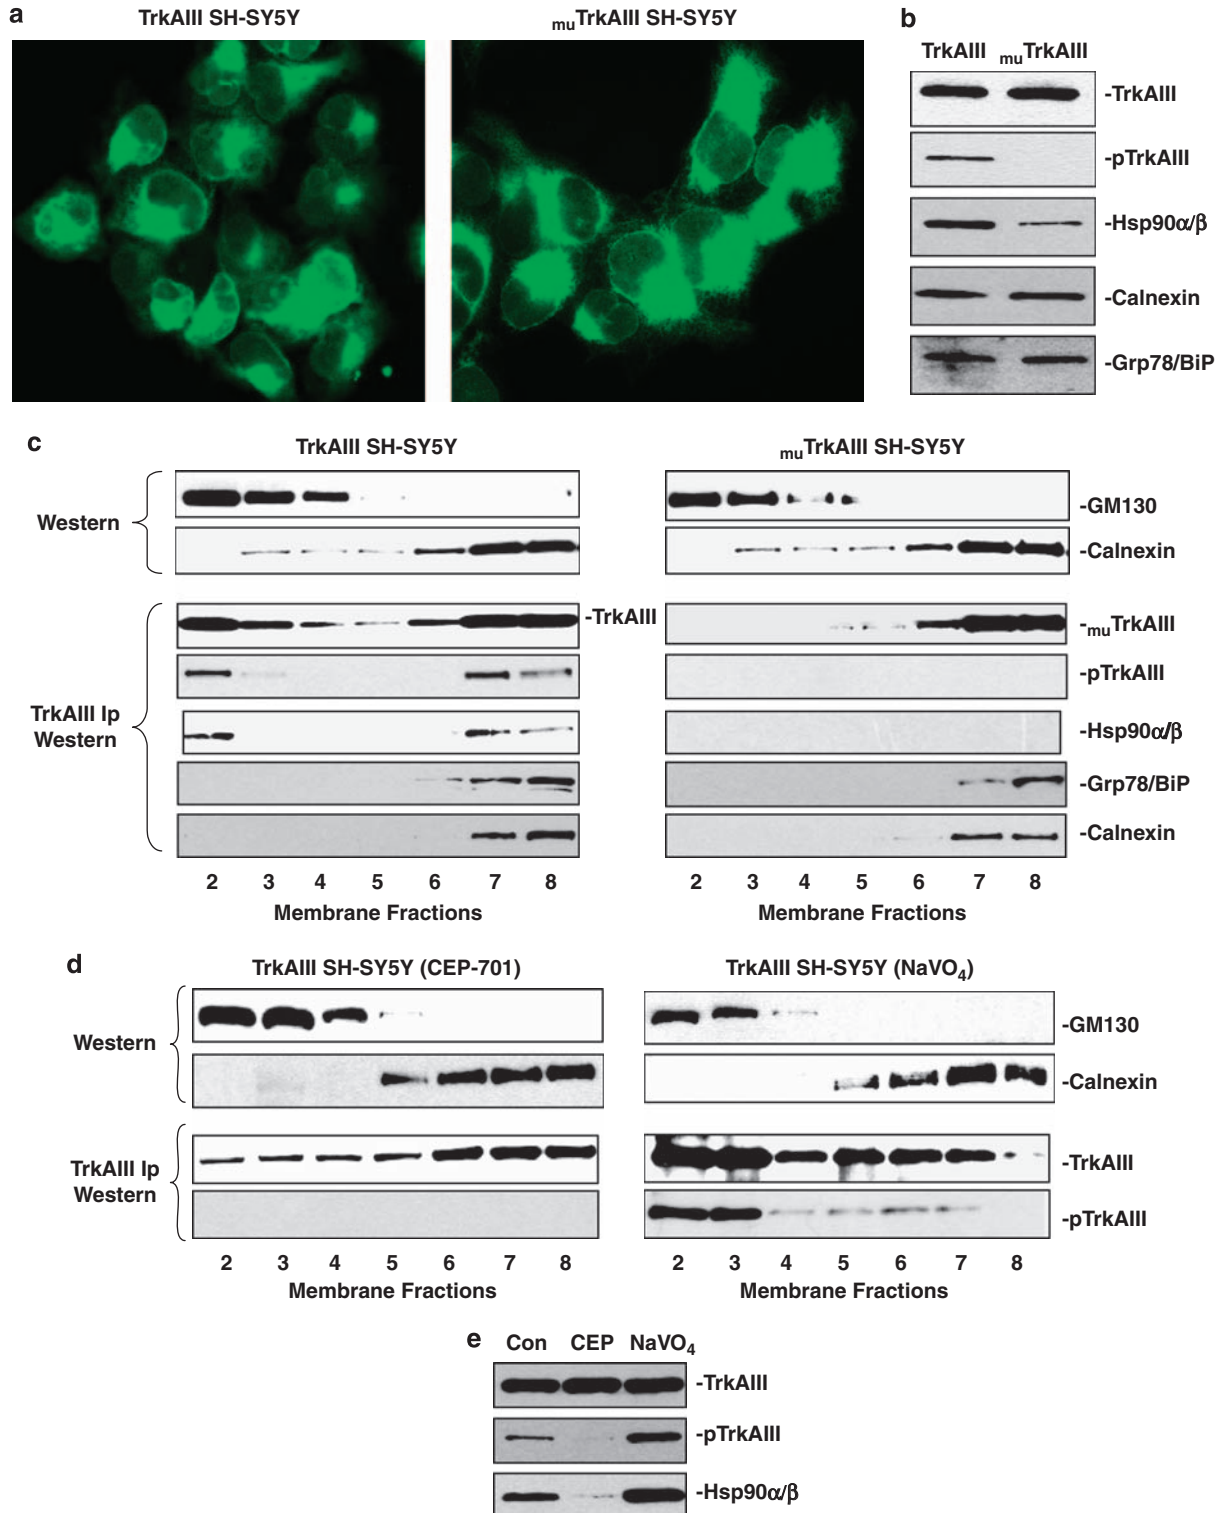 a
TrkAIII SH-SY5Y
muTrkAIII SH-SY5Y
b
TrkAIII muTrkAIII
-TrkAIII
-pTrkAIII
-Hsp90α/β
-Calnexin
-Grp78/BiP
c
TrkAIII SH-SY5Y
muTrkAIII SH-SY5Y
Western
-GM130
-Calnexin
TrkAIII Ip
Western
-TrkAIII
-muTrkAIII
-pTrkAIII
-Hsp90α/β
-Grp78/BiP
-Calnexin
2 3 4 5 6 7 8
Membrane Fractions
2 3 4 5 6 7 8
Membrane Fractions
d
TrkAIII SH-SY5Y (CEP-701)
TrkAIII SH-SY5Y (NaVO4)
Western
-GM130
-Calnexin
TrkAIII Ip
Western
-TrkAIII
-pTrkAIII
2 3 4 5 6 7 8
Membrane Fractions
2 3 4 5 6 7 8
Membrane Fractions
e
Con CEP NaVO4
-TrkAIII
-pTrkAIII
-Hsp90α/β